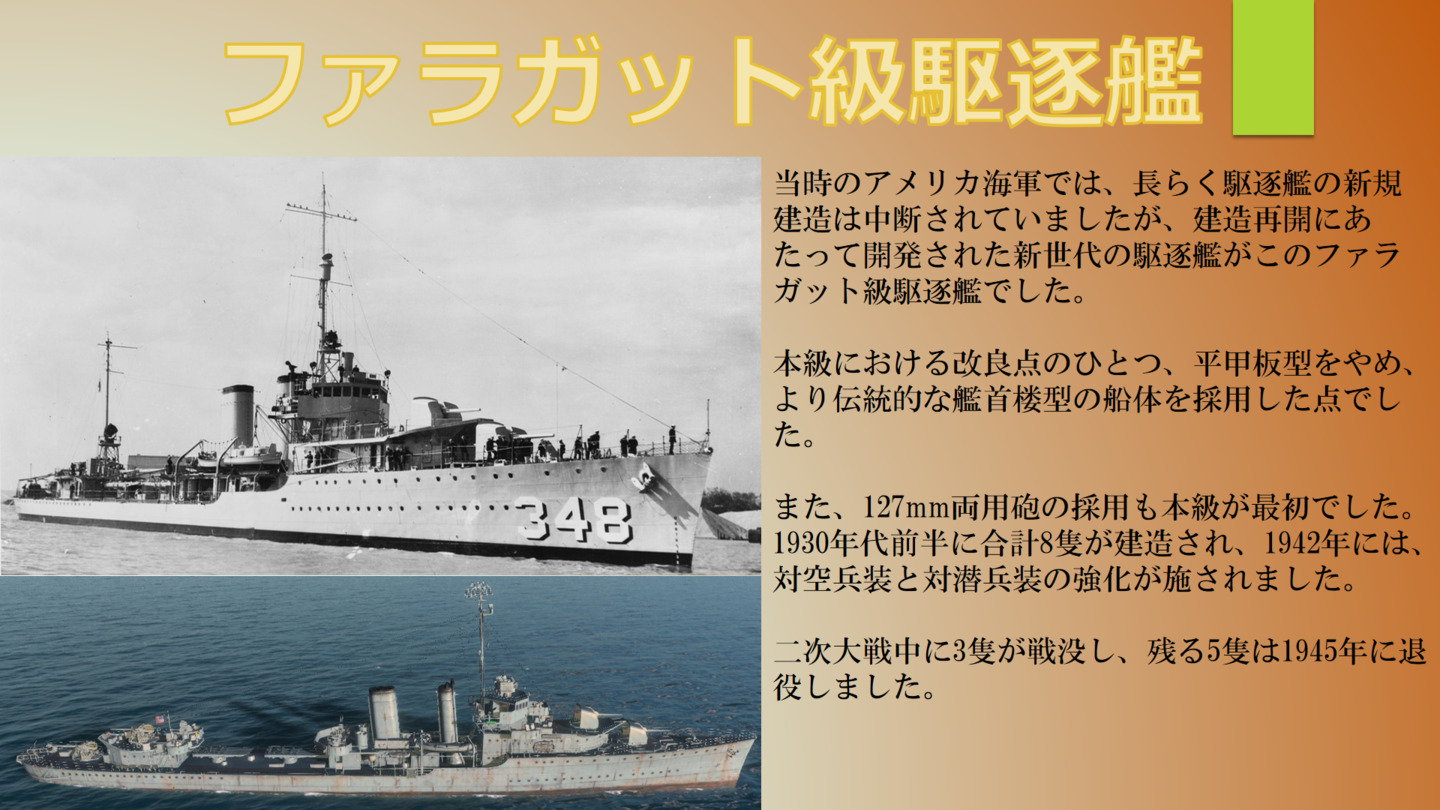 ファラガット級駆逐艦
当時のアメリカ海軍では、長らく駆逐艦の新規
建造は中断されていましたが、建造再開にあ
たって開発された新世代の駆逐艦がこのファラ
ガット級駆逐艦でした。
本級における改良点のひとつ、平甲板型をやめ、
より伝統的な艦首楼型の船体を採用した点でし
た。
また、127mm両用砲の採用も本級が最初でした。
1930年代前半に合計8隻が建造され、1942年には、
対空兵装と対潜兵装の強化が施されました。
二次大戦中に3隻が戦没し、残る5隻は1945年に退
役しました。
348